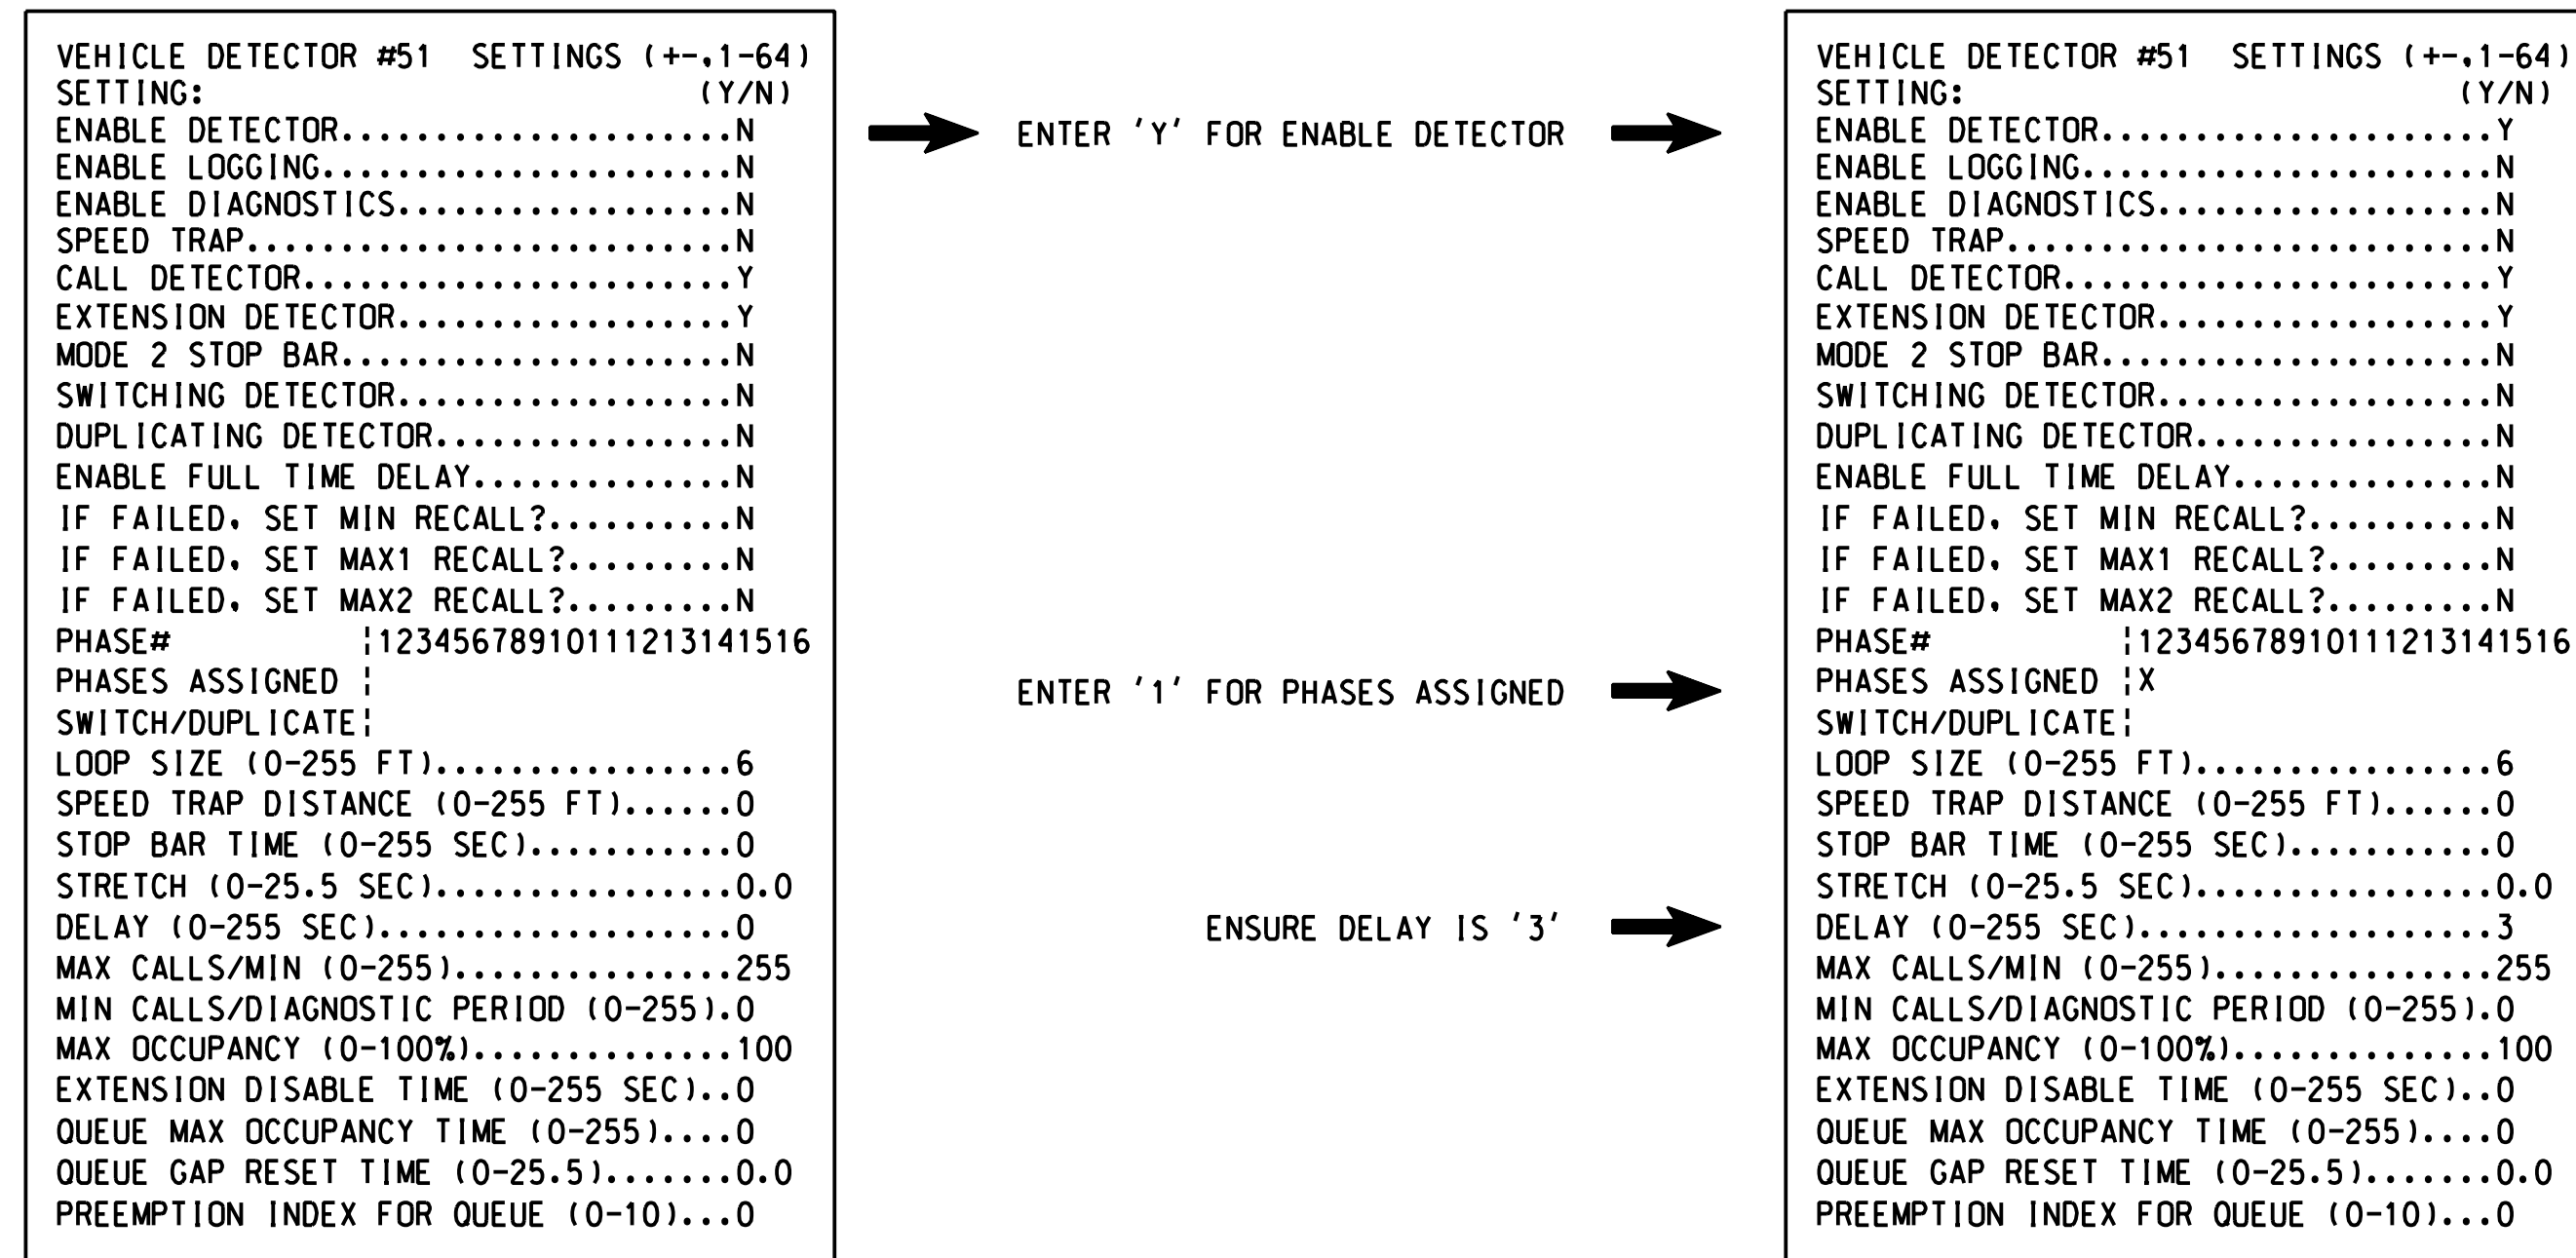 VEHICLE DETECTOR #51 SETTINGS (+-,1-64)
SETTING: (Y/N)
ENABLE DETECTOR.....................N
ENABLE LOGGING......................N
ENABLE DIAGNOSTICS..................N
SPEED TRAP..........................N
CALL DETECTOR.......................Y
EXTENSION DETECTOR..................Y
MODE 2 STOP BAR.....................N
SWITCHING DETECTOR..................N
DUPLICATING DETECTOR................N
ENABLE FULL TIME DELAY..............N
IF FAILED, SET MIN RECALL?..........N
IF FAILED, SET MAX1 RECALL?.........N
IF FAILED, SET MAX2 RECALL?.........N
PHASE# ¦12345678910111213141516
PHASES ASSIGNED ¦
SWITCH/DUPLICATE¦
LOOP SIZE (0-255 FT)................6
SPEED TRAP DISTANCE (0-255 FT)......0
STOP BAR TIME (0-255 SEC)...........0
STRETCH (0-25.5 SEC)................0.0
DELAY (0-255 SEC)...................0
MAX CALLS/MIN (0-255)...............255
MIN CALLS/DIAGNOSTIC PERIOD (0-255).0
MAX OCCUPANCY (0-100%)..............100
EXTENSION DISABLE TIME (0-255 SEC)..0
QUEUE MAX OCCUPANCY TIME (0-255)....0
QUEUE GAP RESET TIME (0-25.5).......0.0
PREEMPTION INDEX FOR QUEUE (0-10)...0
ENTER 'Y' FOR ENABLE DETECTOR
ENTER '1' FOR PHASES ASSIGNED
ENSURE DELAY IS '3'
VEHICLE DETECTOR #51 SETTINGS (+-,1-64)
SETTING: (Y/N)
ENABLE DETECTOR.....................Y
ENABLE LOGGING......................N
ENABLE DIAGNOSTICS..................N
SPEED TRAP..........................N
CALL DETECTOR.......................Y
EXTENSION DETECTOR..................Y
MODE 2 STOP BAR.....................N
SWITCHING DETECTOR..................N
DUPLICATING DETECTOR................N
ENABLE FULL TIME DELAY..............N
IF FAILED, SET MIN RECALL?..........N
IF FAILED, SET MAX1 RECALL?.........N
IF FAILED, SET MAX2 RECALL?.........N
PHASE# ¦12345678910111213141516
PHASES ASSIGNED ¦X
SWITCH/DUPLICATE¦
LOOP SIZE (0-255 FT)................6
SPEED TRAP DISTANCE (0-255 FT)......0
STOP BAR TIME (0-255 SEC)...........0
STRETCH (0-25.5 SEC)................0.0
DELAY (0-255 SEC)...................3
MAX CALLS/MIN (0-255)...............255
MIN CALLS/DIAGNOSTIC PERIOD (0-255).0
MAX OCCUPANCY (0-100%)..............100
EXTENSION DISABLE TIME (0-255 SEC)..0
QUEUE MAX OCCUPANCY TIME (0-255)....0
QUEUE GAP RESET TIME (0-25.5).......0.0
PREEMPTION INDEX FOR QUEUE (0-10)...0